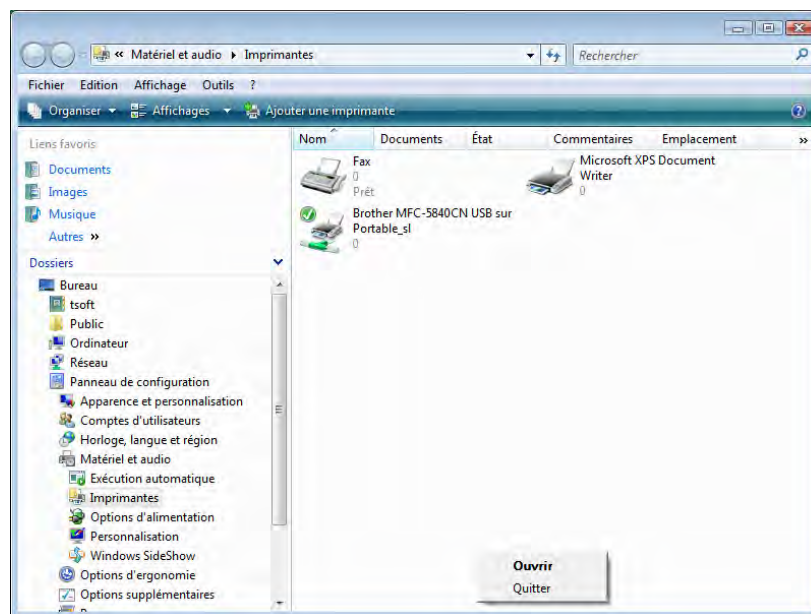 « Matériel et audio Imprimantes
Rechercher
Fichier Edition Affichage Outils ?
Organiser Affichages Ajouter une imprimante
Liens favoris
Documents
Images
Musique
Autres »
Dossiers
Bureau
tsoft
Public
Ordinateur
Réseau
Panneau de configuration
Apparence et personnalisation
Comptes d'utilisateurs
Horloge, langue et région
Matériel et audio
Exécution automatique
Imprimantes
Options d'alimentation
Personnalisation
Windows SideShow
Options d'ergonomie
Options supplémentaires
Nom Documents État Commentaires Emplacement »
Fax
0
Prêt
Microsoft XPS Document
Writer
0
Brother MFC-5840CN USB sur
Portable_sl
0
Ouvrir
Quitter